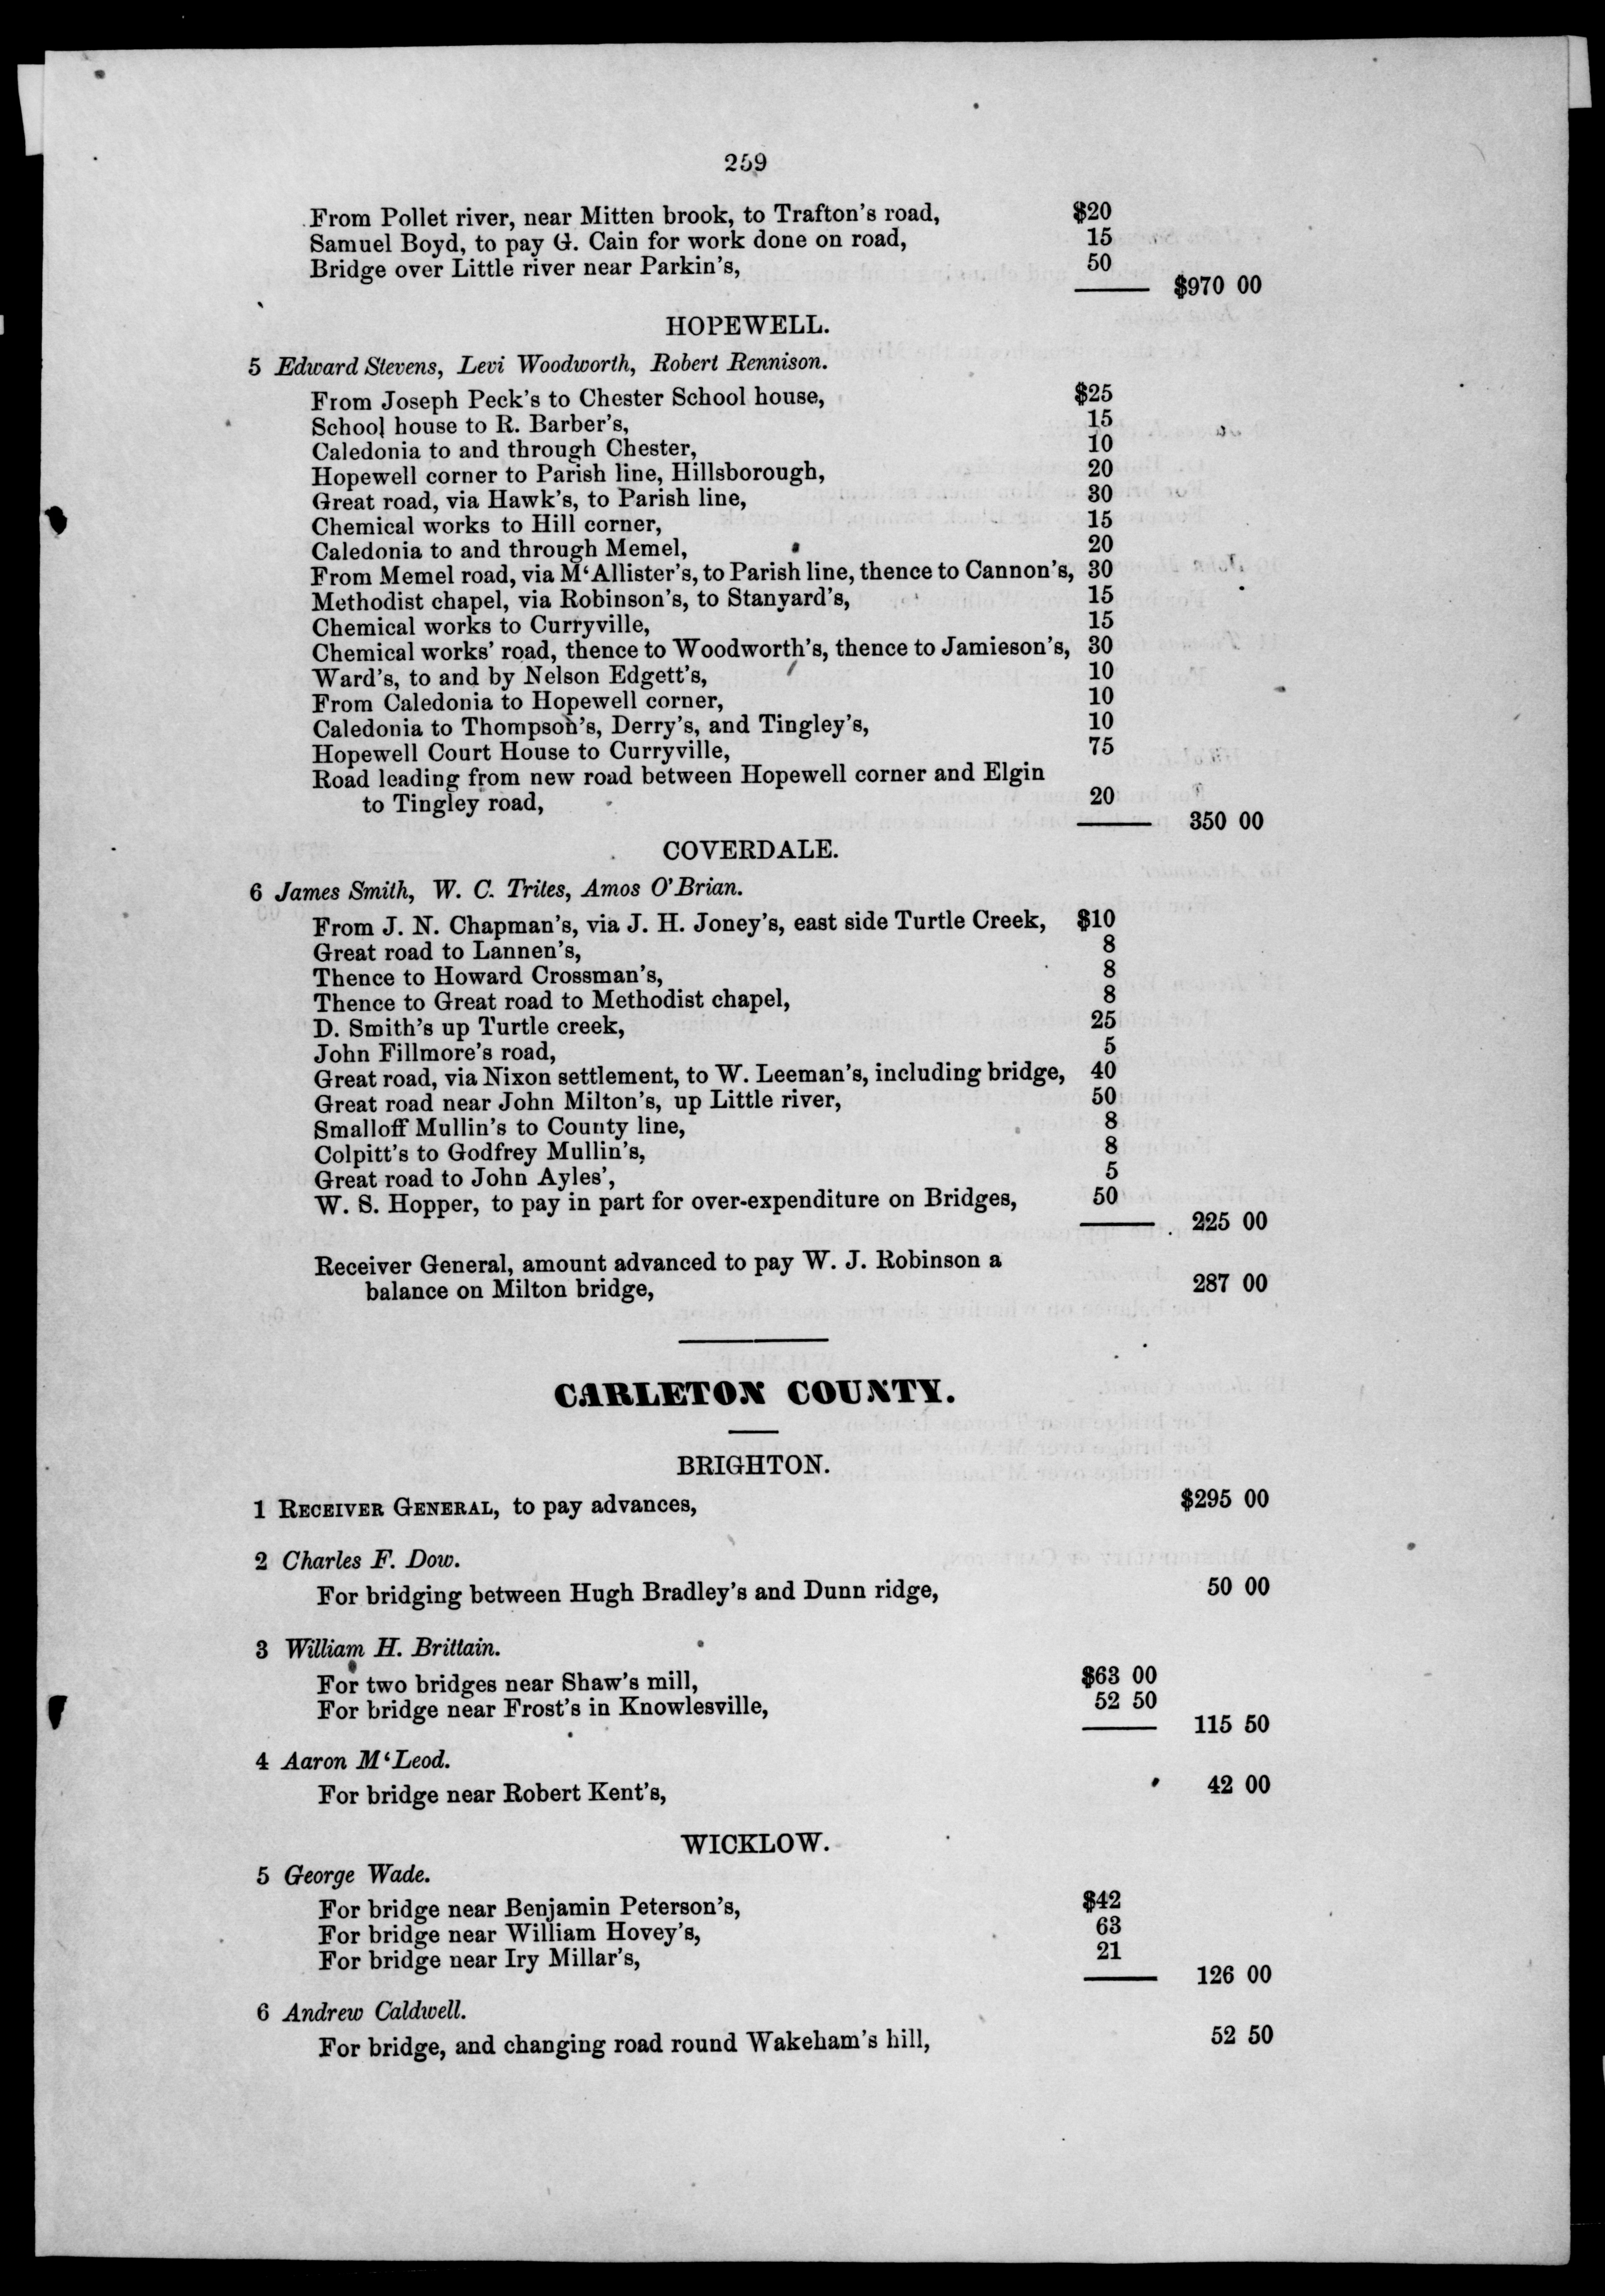 259
From Pollet river, near Mitten brook, to Trafton's road, $20
Samuel Boyd, to pay G. Cain for work done on road, 15
Bridge over Little river near Parkin's, 50
$970 00
HOPEWELL.
5 Edward Stevens, Levi Woodworth, Robert Rennison.
From Joseph Peck's to Chester School house, $25
School house to R. Barber's, 15
Caledonia to and through Chester, 10
Hopewell corner to Parish line, Hillsborough, 20
Great road, via Hawk's, to Parish line, 30
Chemical works to Hill corner, 15
Caledonia to and through Memel, 20
From Memel road, via M‘Allister's, to Parish line, thence to Cannon's, 30
Methodist chapel, via Robinson's, to Stanyard's, 15
Chemical works to Curryville, 15
Chemical works' road, thence to Woodworth's, thence to Jamieson's, 30
Ward's, to and by Nelson Edgett's, 10
From Caledonia to Hopewell corner, 10
Caledonia to Thompson's, Derry's, and Tingley's, 10
Hopewell Court House to Curryville, 75
Road leading from new road between Hopewell corner and Elgin
to Tingley road, 20
350 00
COVERDALE.
6 James Smith, W. C. Trites, Amos O'Brian.
From J. N. Chapman's, via J. H. Joney's, east side Turtle Creek, $10
Great road to Lannen's, 8
Thence to Howard Crossman's, 8
Thence to Great road to Methodist chapel, 8
D. Smith's up Turtle creek, 25
John Fillmore's road, 5
Great road, via Nixon settlement, to W. Leeman's, including bridge, 40
Great road near John Milton's, up Little river, 50
Smalloff Mullin's to County line, 8
Colpitt's to Godfrey Mullin's, 8
Great road to John Ayles', 5
W. S. Hopper, to pay in part for over-expenditure on Bridges, 50
225 00
Receiver General, amount advanced to pay W. J. Robinson a
balance on Milton bridge, 287 00
CARLETON COUNTY.
BRIGHTON.
1 RECEIVER GENERAL, to pay advances, $295 00
2 Charles F. Dow.
For bridging between Hugh Bradley's and Dunn ridge, 50 00
3 William H. Brittain.
For two bridges near Shaw's mill, $63 00
For bridge near Frost's in Knowlesville, 52 50
115 50
4 Aaron M‘Leod.
For bridge near Robert Kent's, 42 00
WICKLOW.
5 George Wade.
For bridge near Benjamin Peterson's, $42
For bridge near William Hovey's, 63
For bridge near Iry Millar's, 21
126 00
6 Andrew Caldwell.
For bridge, and changing road round Wakeham's hill, 52 50